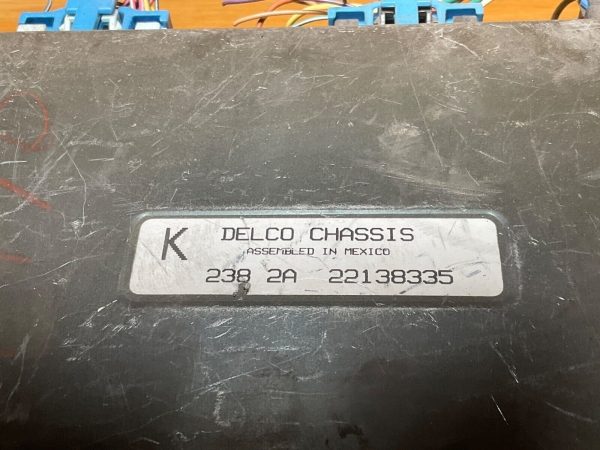 K DELCO CHASSIS
ASSEMBLED IN MEXICO
238 2A 22138335